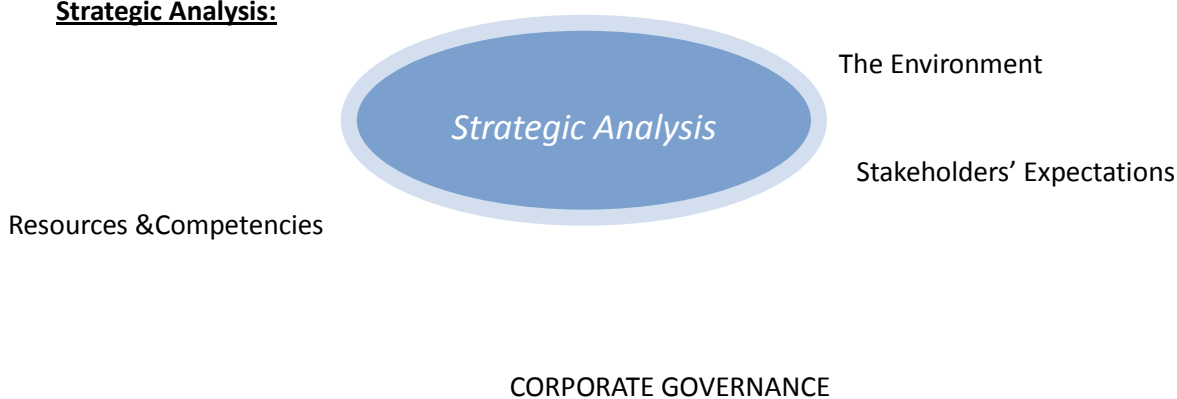 Strategic Analysis:
Strategic Analysis
The Environment
Stakeholders’ Expectations
Resources &Competencies
CORPORATE GOVERNANCE